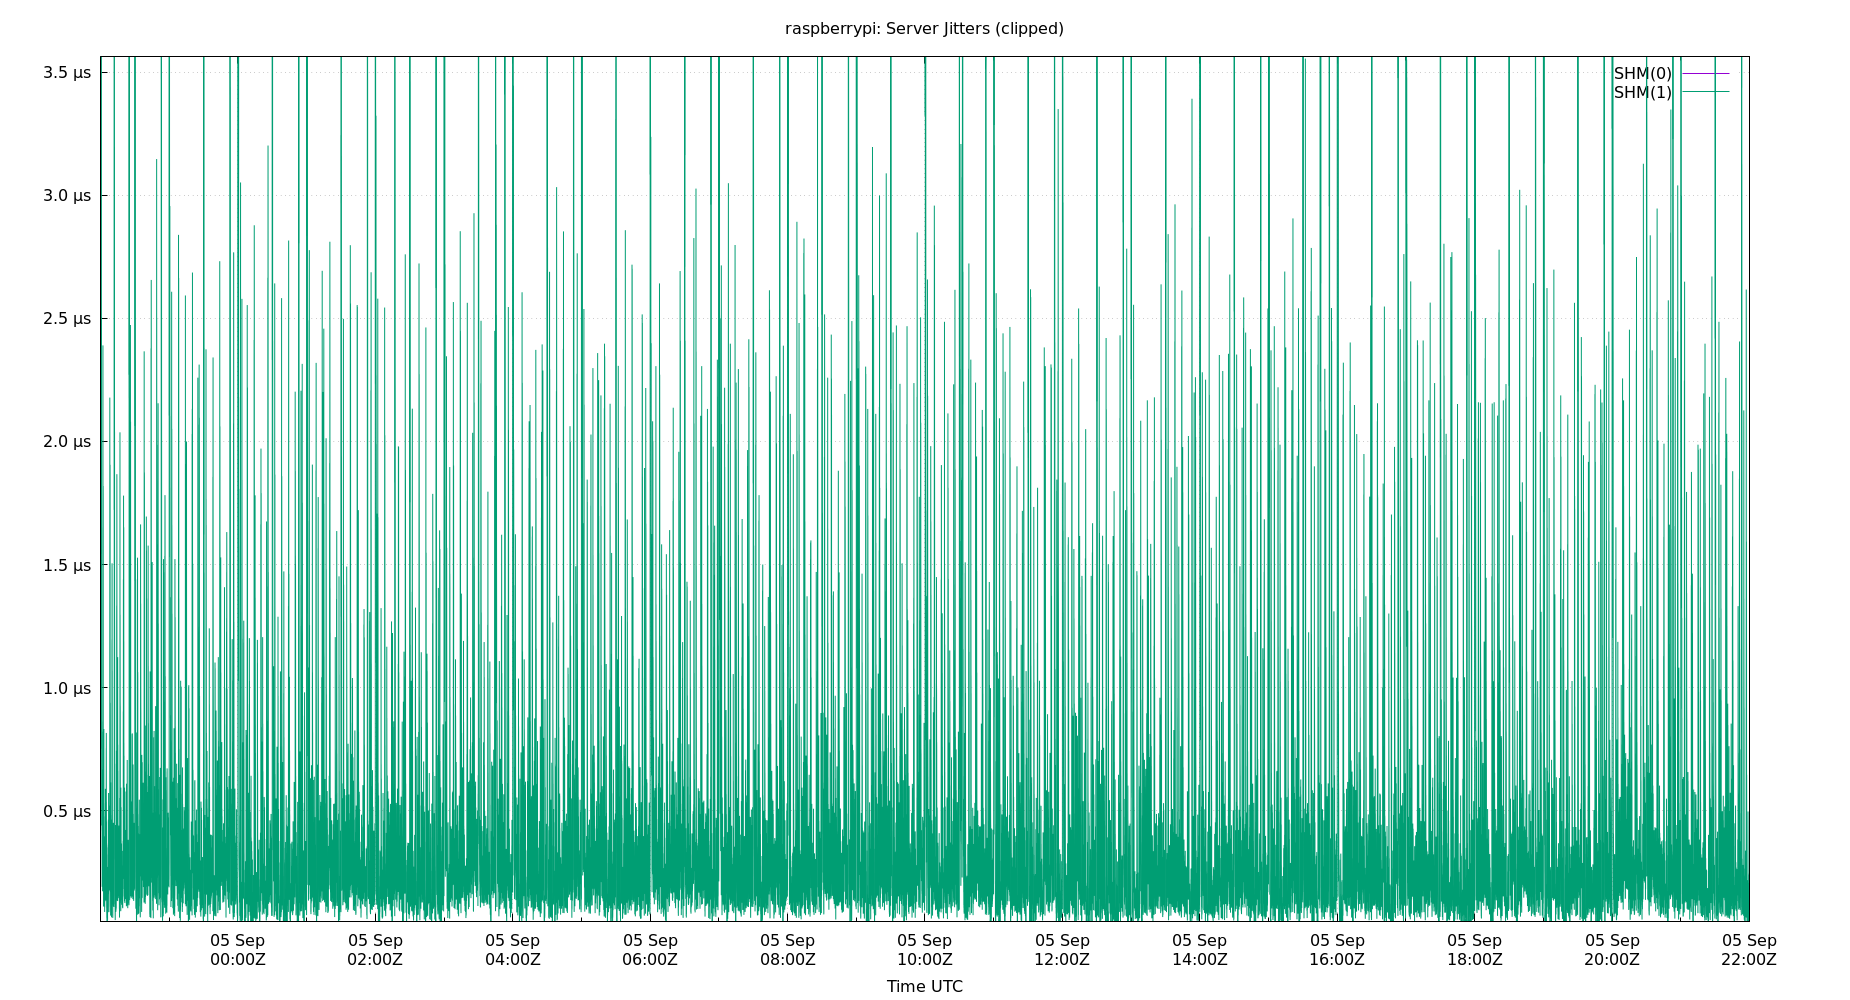 raspberrypi: Server Jitters (clipped)
3.5 µs
3.0 µs
2.5 µs
2.0 µs
1.5 µs
1.0 µs
0.5 µs
SHM(0)
SHM(1)
05 Sep 05 Sep 05 Sep 05 Sep 05 Sep 05 Sep 05 Sep 05 Sep 05 Sep 05 Sep 05 Sep 05 Sep
00:00Z 02:00Z 04:00Z 06:00Z 08:00Z 10:00Z 12:00Z 14:00Z 16:00Z 18:00Z 20:00Z 22:00Z
Time UTC